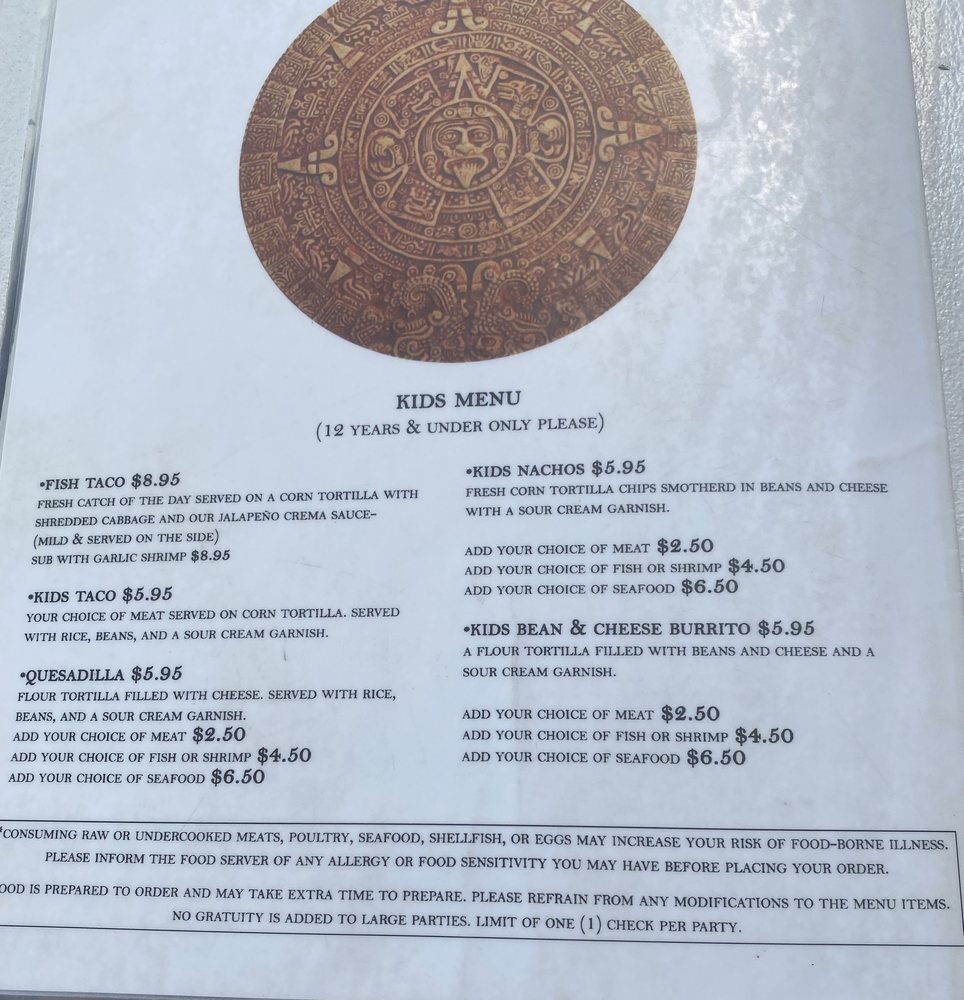 KIDS MENU
(12 YEARS & UNDER ONLY PLEASE)
•FISH TACO $8.95
FRESH CATCH OF THE DAY SERVED ON A CORN TORTILLA WITH
SHREDDED CABBAGE AND OUR JALAPEÑO CREMA SAUCE-
(MILD & SERVED ON THE SIDE)
SUB WITH GARLIC SHRIMP $8.95
•KIDS TACO $5.95
YOUR CHOICE OF MEAT SERVED ON CORN TORTILLA. SERVED
WITH RICE, BEANS, AND A SOUR CREAM GARNISH.
•QUESADILLA $5.95
FLOUR TORTILLA FILLED WITH CHEESE. SERVED WITH RICE,
BEANS, AND A SOUR CREAM GARNISH.
ADD YOUR CHOICE OF MEAT $2.50
ADD YOUR CHOICE OF FISH OR SHRIMP $4.50
ADD YOUR CHOICE OF SEAFOOD $6.50
•KIDS NACHOS $5.95
FRESH CORN TORTILLA CHIPS SMOTHERD IN BEANS AND CHEESE
WITH A SOUR CREAM GARNISH.
ADD YOUR CHOICE OF MEAT $2.50
ADD YOUR CHOICE OF FISH OR SHRIMP $4.50
ADD YOUR CHOICE OF SEAFOOD $6.50
•KIDS BEAN & CHEESE BURRITO $5.95
A FLOUR TORTILLA FILLED WITH BEANS AND CHEESE AND A
SOUR CREAM GARNISH.
ADD YOUR CHOICE OF MEAT $2.50
ADD YOUR CHOICE OF FISH OR SHRIMP $4.50
ADD YOUR CHOICE OF SEAFOOD $6.50
*CONSUMING RAW OR UNDERCOOKED MEATS, POULTRY, SEAFOOD, SHELLFISH, OR EGGS MAY INCREASE YOUR RISK OF FOOD-BORNE ILLNESS.
PLEASE INFORM THE FOOD SERVER OF ANY ALLERGY OR FOOD SENSITIVITY YOU MAY HAVE BEFORE PLACING YOUR ORDER.
OOD IS PREPARED TO ORDER AND MAY TAKE EXTRA TIME TO PREPARE. PLEASE REFRAIN FROM ANY MODIFICATIONS TO THE MENU ITEMS.
NO GRATUITY IS ADDED TO LARGE PARTIES. LIMIT OF ONE (1) CHECK PER PARTY.